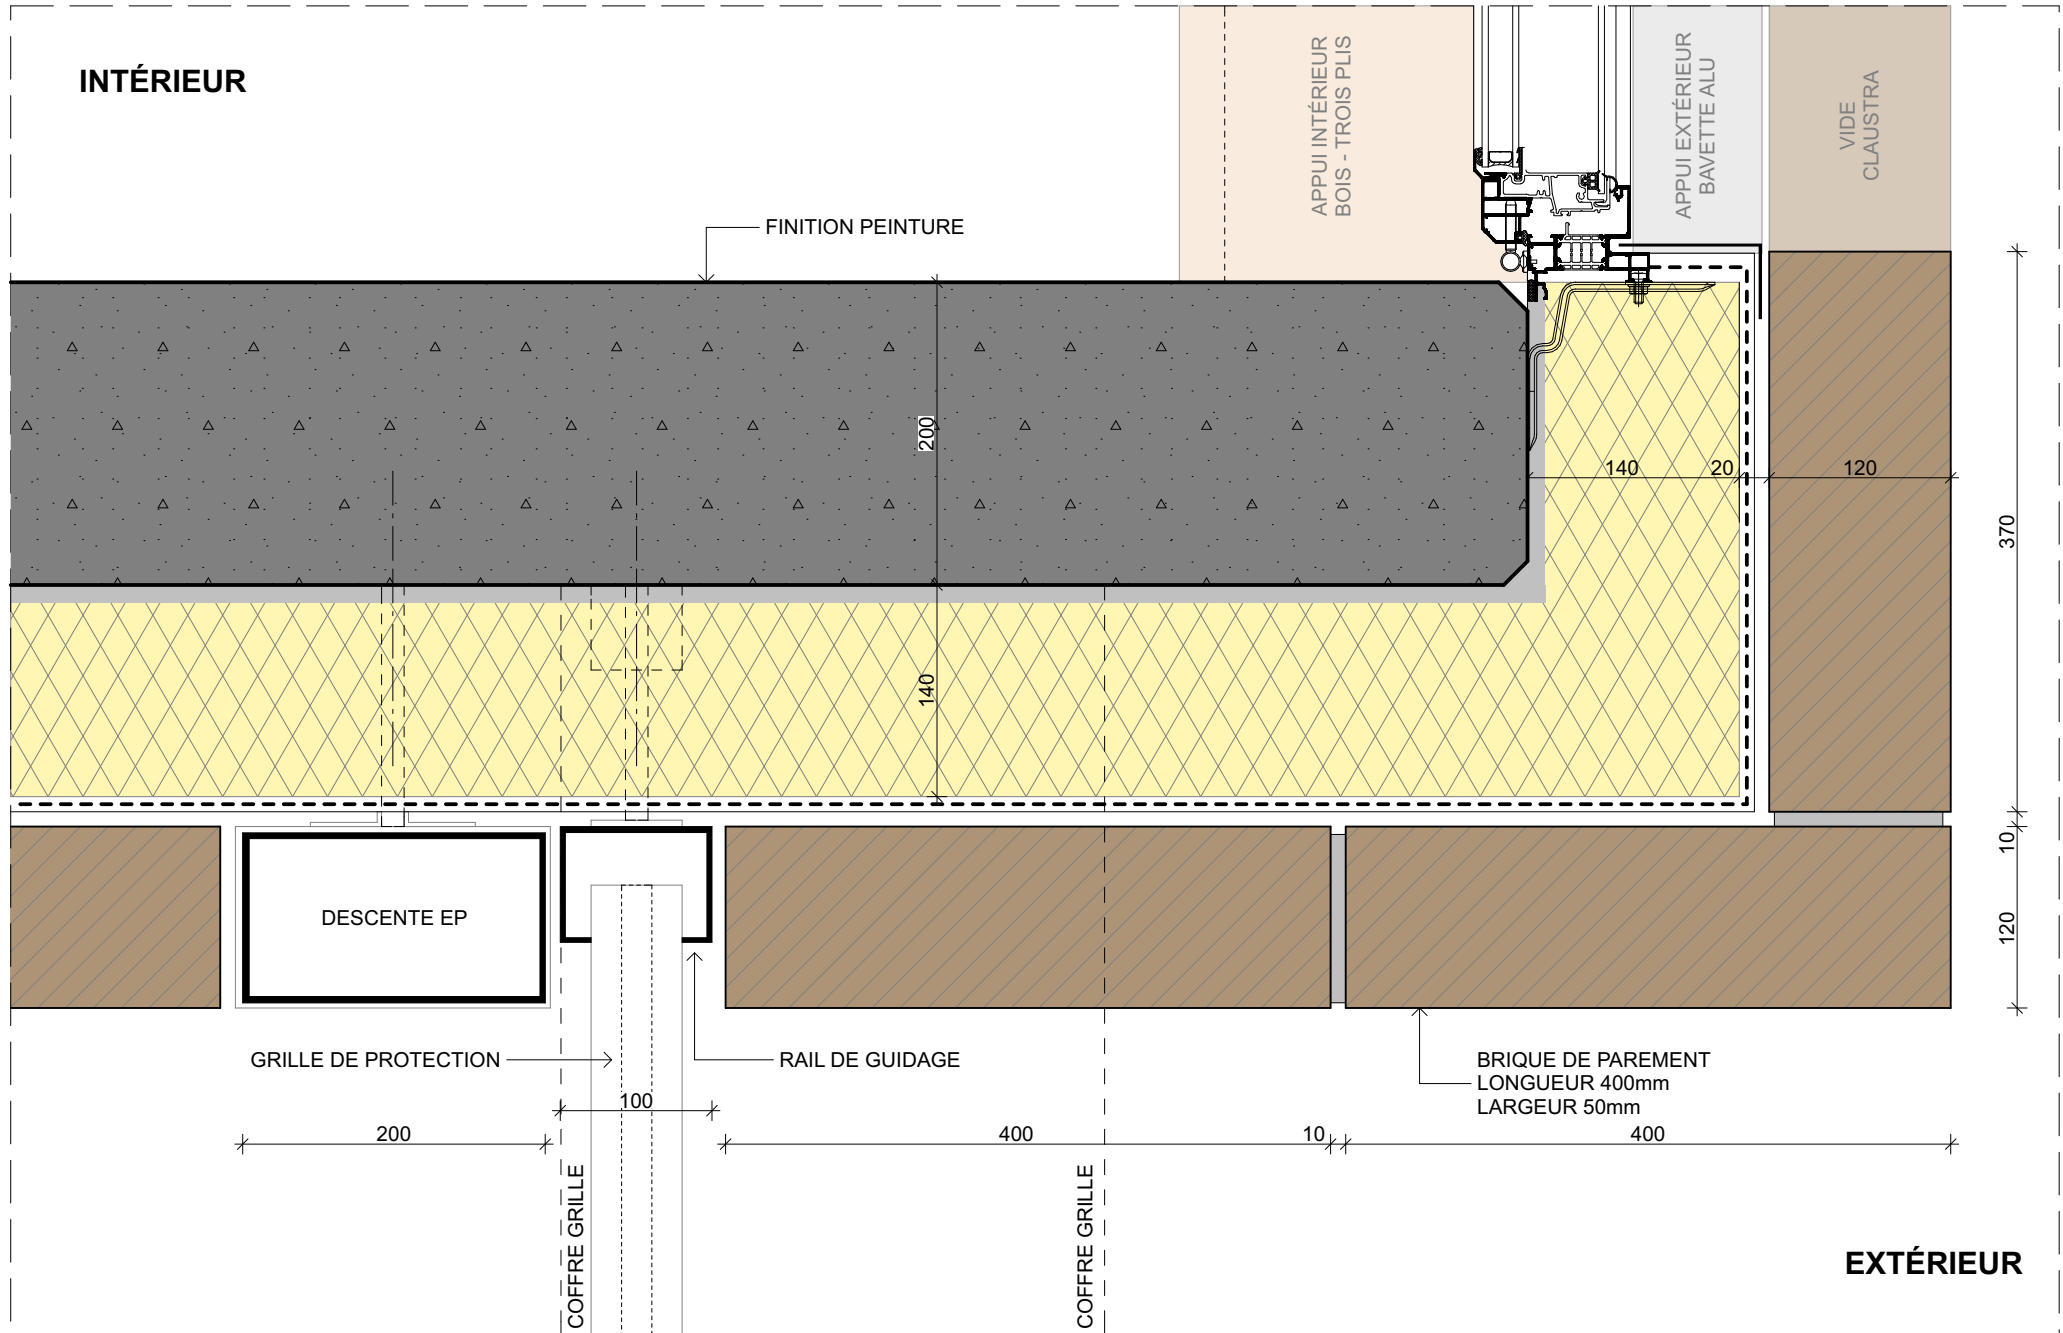 INTÉRIEUR
APPUI INTÉRIEUR
BOIS - TROIS PLIS
APPUI EXTÉRIEUR
BAVETTE ALU
VIDE
CLAUSTRA
FINITION PEINTURE
200
140
20
120
370
140
10
120
DESCENTE EP
GRILLE DE PROTECTION
RAIL DE GUIDAGE
BRIQUE DE PAREMENT
LONGUEUR 400mm
LARGEUR 50mm
100
200
400
10
400
COFFRE GRILLE
COFFRE GRILLE
EXTÉRIEUR